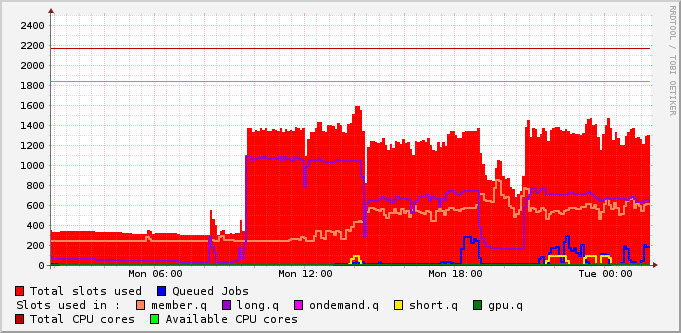 RRDTOOL / TOBI OETIKER
2400
2200
2000
1800
1600
1400
1200
1000
800
600
400
200
0
Mon 06:00 Mon 12:00 Mon 18:00 Tue 00:00
Total slots used Queued Jobs
Slots used in : member.q long.q ondemand.q short.q gpu.q
Total CPU cores Available CPU cores